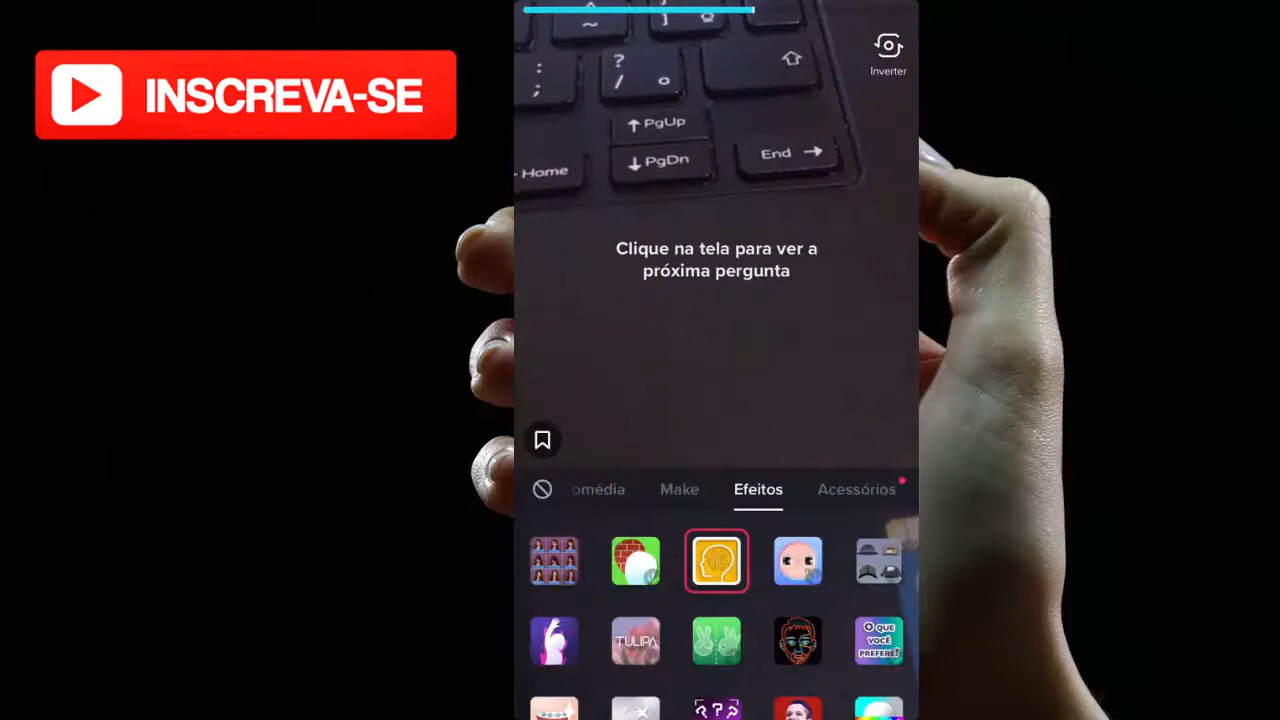 INSCREVA-SE
Inverter
~
]
º
:
;
?
/
PgUp
PgDn
Home
End
Clique na tela para ver a
próxima pergunta
omédia
Make
Efeitos
Acessórios
TULIPA
O QUE
VOCÊ
PREFERE?
? ? ?